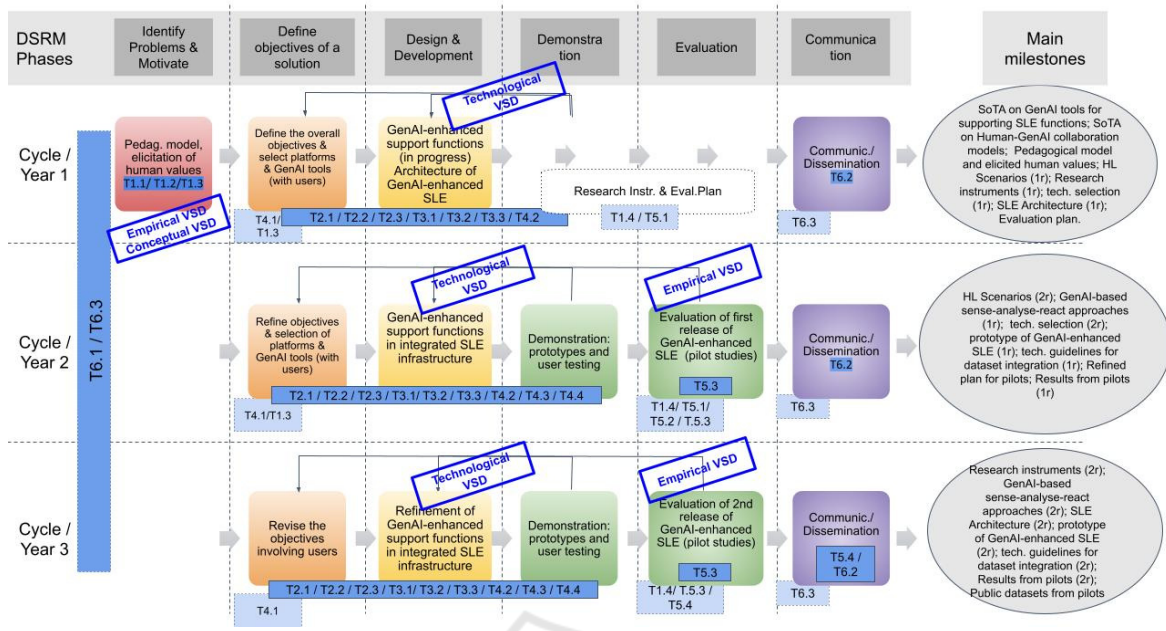 DSRM
Phases
Identify
Problems &
Motivate
Define
objectives of a
solution
Design &
Development
Demonstra
tion
Evaluation
Communica
tion
Main
milestones
Cycle /
Year 1
Pedag. model,
elicitation of
human values
T1.1/ T1.2/T1.3
Empirical VSD
Conceptual VSD
Define the overall
objectives &
select platforms
& GenAI tools
(with users)
T4.1/
T1.3
Technological
VSD
GenAI-enhanced
support functions
(in progress)
Architecture of
GenAI-enhanced
SLE
T2.1 / T2.2 / T2.3 / T3.1 / T3.2 / T3.3 / T4.2
Research Instr. & Eval.Plan
T1.4 / T5.1
Communic./
Dissemination
T6.2
T6.3
SoTA on GenAI tools for
supporting SLE functions; SoTA
on Human-GenAI collaboration
models; Pedagogical model
and elicited human values; HL
Scenarios (1r); Research
instruments (1r); tech. selection
(1r); SLE Architecture (1r);
Evaluation plan.
T6.1 / T6.3
Cycle /
Year 2
Refine objectives
& selection of
platforms &
GenAI tools (with
users)
T4.1/T1.3
Technological
VSD
GenAI-enhanced
support functions
in integrated SLE
infrastructure
Demonstration:
prototypes and
user testing
T2.1 / T2.2 / T2.3 / T3.1/ T3.2 / T3.3 / T4.2 / T4.3 / T4.4
Empirical VSD
Evaluation of first
release of
GenAI-enhanced
SLE (pilot studies)
T5.3
T1.4/ T5.1/
T5.2 / T.5.3
Communic./
Dissemination
T6.2
T6.3
HL Scenarios (2r); GenAI-based
sense-analyse-react approaches
(1r); tech. selection (2r);
prototype of GenAI-enhanced
SLE (1r); tech. guidelines for
dataset integration (1r); Refined
plan for pilots; Results from pilots
(1r)
Cycle /
Year 3
Revise the
objectives
involving users
T4.1
Technological
VSD
Refinement of
GenAI-enhanced
support functions
in integrated SLE
infrastructure
Demonstration:
prototypes and
user testing
T2.1 / T2.2 / T2.3 / T3.1/ T3.2 / T3.3 / T4.2 / T4.3 / T4.4
Empirical VSD
Evaluation of 2nd
release of
GenAI-enhanced
SLE (pilot studies)
T5.3
T1.4/ T.5.3 /
T5.4
Communic./
Dissemination
T5.4 /
T6.2
T6.3
Research instruments (2r);
GenAI-based
sense-analyse-react
approaches (2r); SLE
Architecture (2r); prototype
of GenAI-enhanced SLE
(2r); tech. guidelines for
dataset integration (2r);
Results from pilots (2r);
Public datasets from pilots